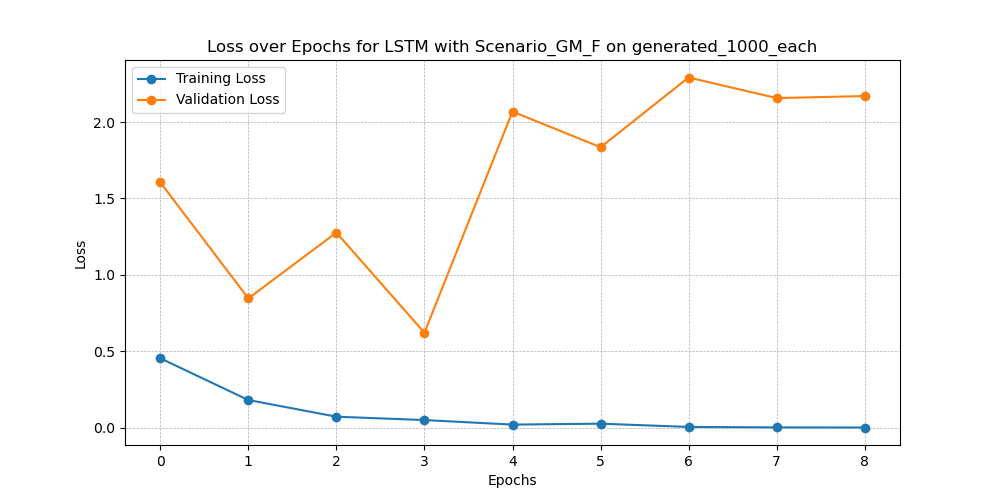 Loss over Epochs for LSTM with Scenario_GM_F on generated_1000_each
Training Loss
Validation Loss
2.0
1.5
1.0
0.5
0.0
Loss
0 1 2 3 4 5 6 7 8
Epochs